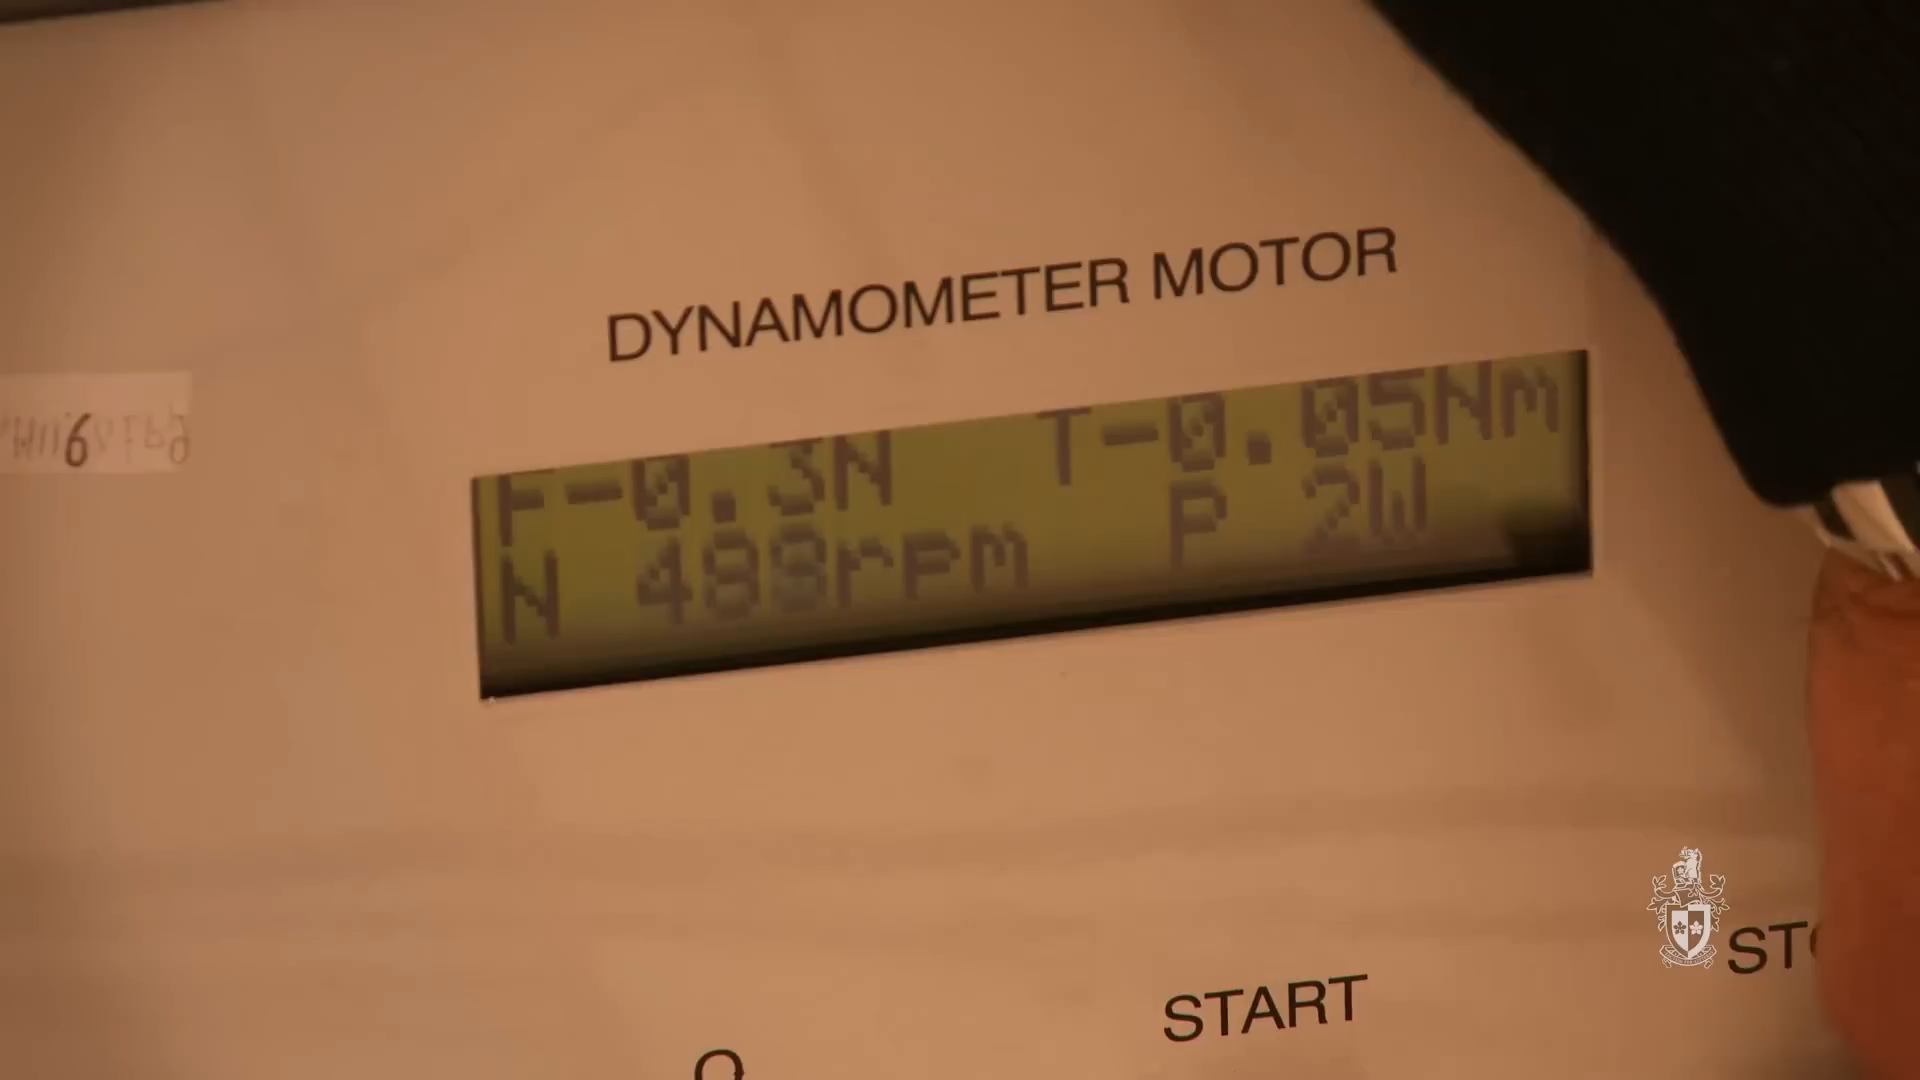 DYNAMOMETER MOTOR
F-0.3N T-0.05Nm
N 488rpm P 2W
START